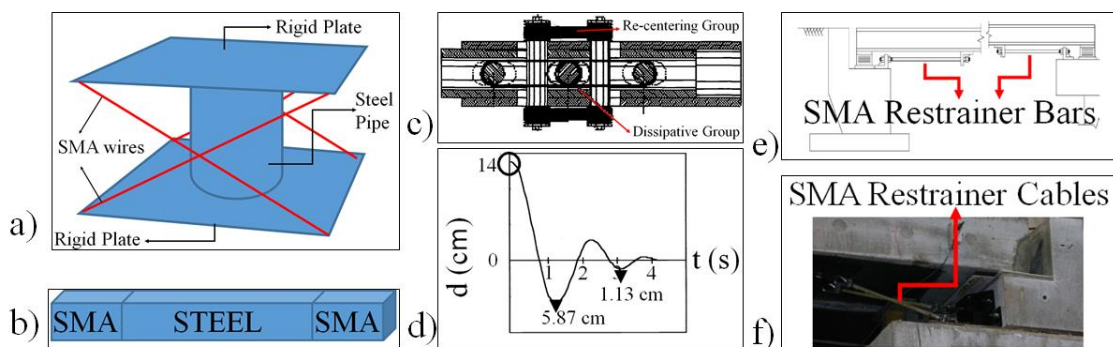 a)
Rigid Plate
SMA wires
Steel
Pipe
Rigid Plate
b)
SMA
STEEL
SMA
c)
Re-centering Group
Dissipative Group
d)
d (cm)
14
0
1
2
3
4
t (s)
5.87 cm
1.13 cm
e)
SMA Restrainer Bars
f)
SMA Restrainer Cables